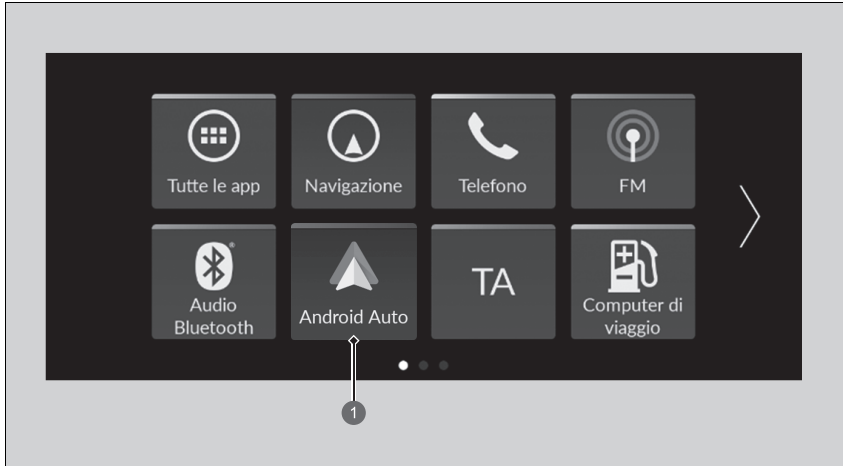 Tutte le app
Navigazione
Telefono
FM
Audio
Bluetooth
Android Auto
TA
Computer di
viaggio
1